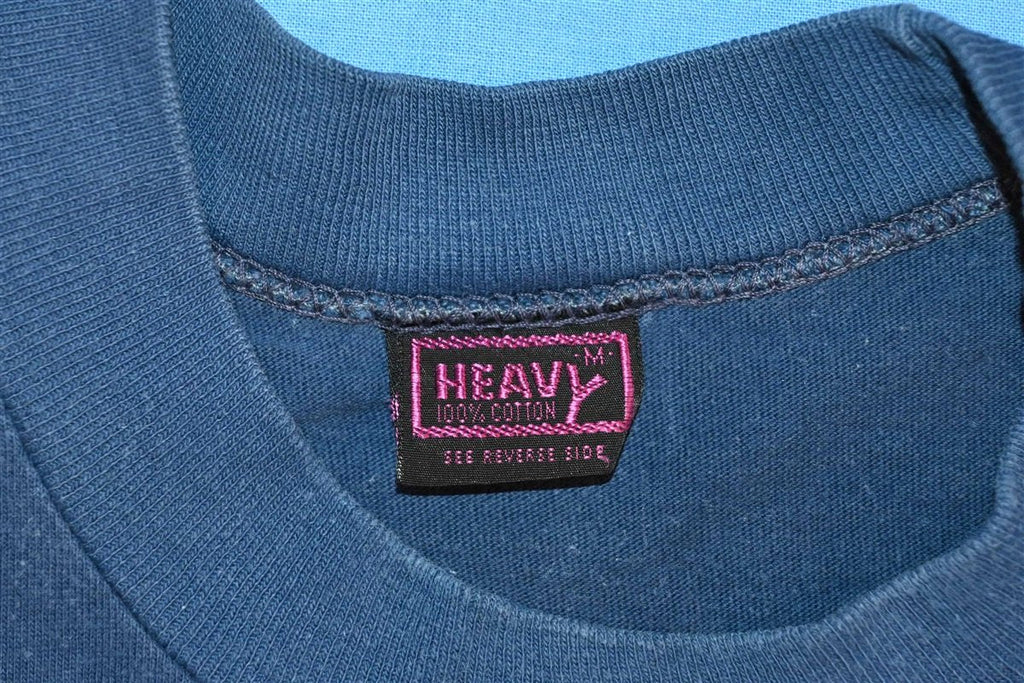 ·M·
HEAVY
100% COTTON
SEE REVERSE SIDE